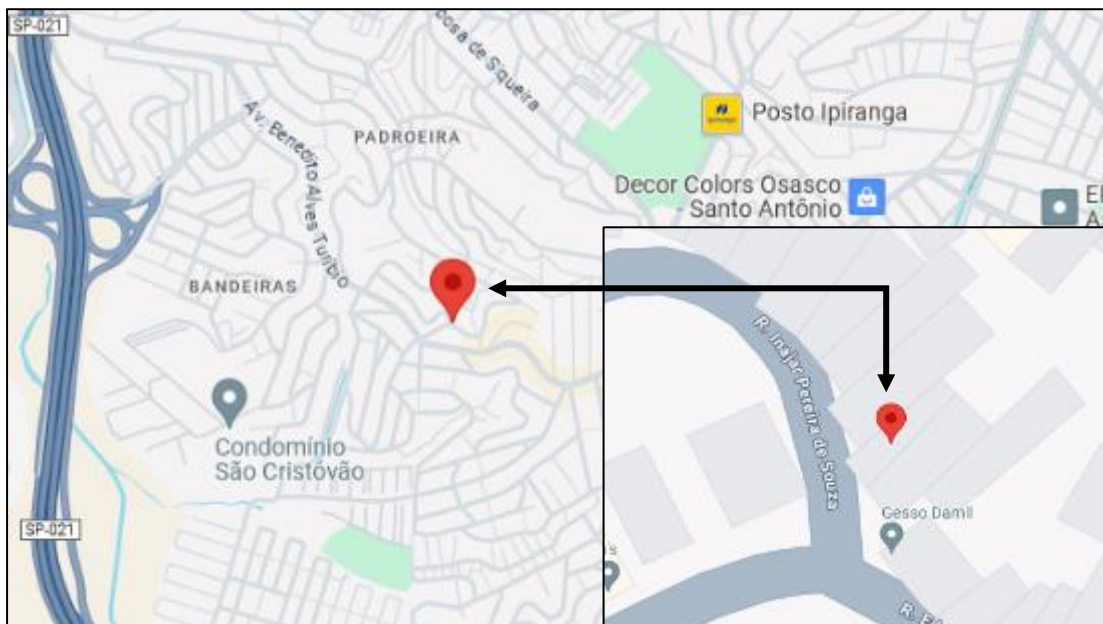 SP-021
osa de Siqueira
Av. Benedito Alves Turíbio
PADROEIRA
Posto Ipiranga
Decor Colors Osasco
- Santo Antônio
BANDEIRAS
Condomínio
São Cristóvão
SP-021
R. Inajar Pereira de Souza
Gesso Damil
R.